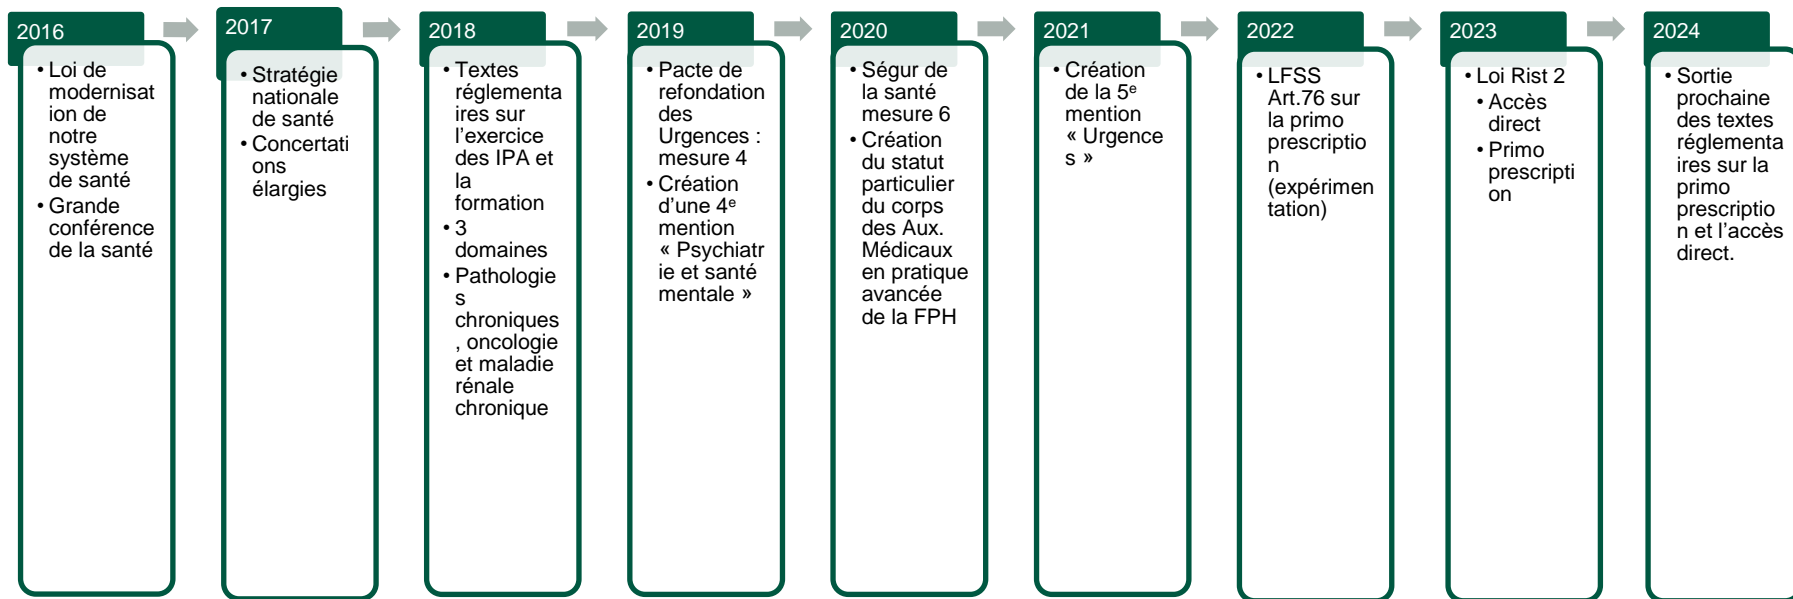 2016
• Loi de
modernisat
ion de
notre
système
de santé
• Grande
conférence
de la santé
2017
• Stratégie
nationale
de santé
• Concertati
ons
élargies
2018
• Textes
réglementa
ires sur
l’exercice
des IPA et
la
formation
• 3
domaines
• Pathologie
s
chroniques
, oncologie
et maladie
rénale
chronique
2019
• Pacte de
refondation
des
Urgences :
mesure 4
• Création
d’une 4e
mention
« Psychiatr
ie et santé
mentale »
2020
• Ségur de
la santé
mesure 6
• Création
du statut
particulier
du corps
des Aux.
Médicaux
en pratique
avancée
de la FPH
2021
• Création
de la 5e
mention
« Urgence
s »
2022
• LFSS
Art.76 sur
la primo
prescriptio
n
(expérimen
tation)
2023
• Loi Rist 2
• Accès
direct
• Primo
prescripti
on
2024
• Sortie
prochaine
des textes
réglementa
ires sur la
primo
prescriptio
n et l’accès
direct.